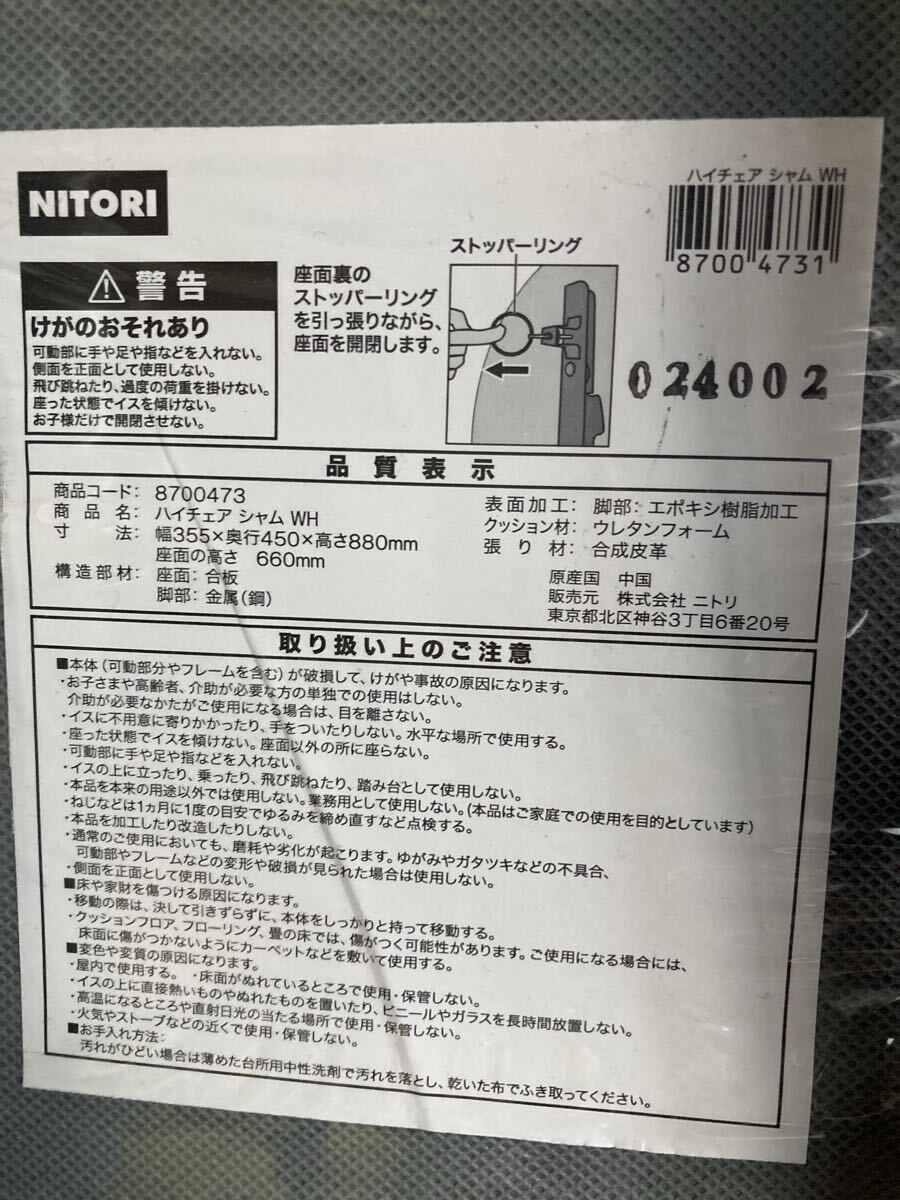 NITORI
ハイチェア シャム WH
8700 4731
警告
けがのおそれあり
可動部に手や足や指などを入れない。
側面を正面として使用しない。
飛び跳ねたり、過度の荷重を掛けない。
座った状態でイスを傾けない。
お子様だけで開閉させない。
座面裏の
ストッパーリング
を引っ張りながら、
座面を開閉します。
ストッパーリング
024002
品質表示
商品コード: 8700473
商品名: ハイチェア シャム WH
寸法: 幅355×奥行450×高さ880mm
座面の高さ 660mm
構造部材: 座面: 合板
脚部: 金属(鋼)
表面加工: 脚部: エポキシ樹脂加工
クッション材: ウレタンフォーム
張り材: 合成皮革
原産国 中国
販売元 株式会社 ニトリ
東京都北区神谷3丁目6番20号
取り扱い上のご注意
■本体(可動部分やフレームを含む)が破損して、けがや事故の原因になります。
・お子さまや高齢者、介助が必要な方の単独での使用はしない。
介助が必要なかたがご使用になる場合は、目を離さない。
・イスに不用意に寄りかかったり、手をついたりしない。水平な場所で使用する。
・座った状態でイスを傾けない。座面以外の所に座らない。
・可動部に手や足や指などを入れない。
・イスの上に立ったり、乗ったり、飛び跳ねたり、踏み台として使用しない。
・本品を本来の用途以外では使用しない。業務用として使用しない。(本品はご家庭での使用を目的としています)
・ねじなどは1ヵ月に1度の目安でゆるみを締め直すなど点検する。
・本品を加工したり改造したりしない。
・通常のご使用においても、磨耗や劣化が起こります。ゆがみやガタツキなどの不具合、
可動部やフレームなどの変形や破損が見られた場合は使用しない。
・側面を正面として使用しない。
■床や家財を傷つける原因になります。
・移動の際は、決して引きずらずに、本体をしっかりと持って移動する。
・クッションフロア、フローリング、畳の床では、傷がつく可能性があります。ご使用になる場合には、
床面に傷がつかないようにカーペットなどを敷いて使用する。
■変色や変質の原因になります。
・屋内で使用する。 ・床面がぬれているところで使用・保管しない。
・イスの上に直接熱いものやぬれたものを置いたり、ビニールやガラスを長時間放置しない。
・高温になるところや直射日光の当たる場所で使用・保管しない。
・火気やストーブなどの近くで使用・保管しない。
■お手入れ方法:
汚れがひどい場合は薄めた台所用中性洗剤で汚れを落とし、乾いた布でふき取ってください。